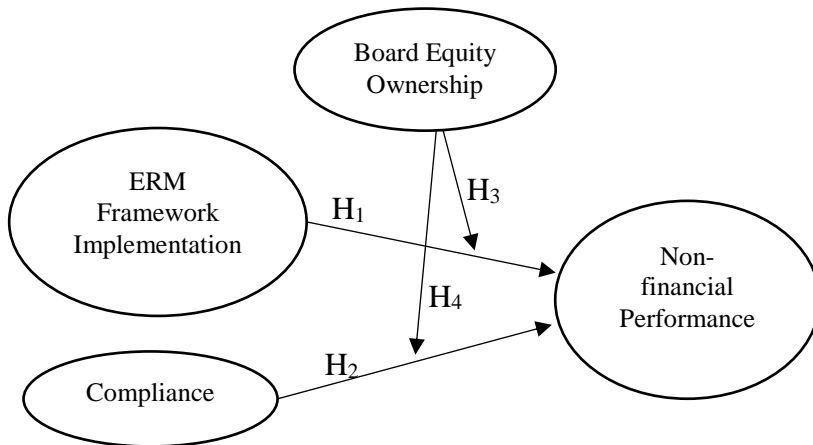 Board Equity
Ownership
ERM
Framework
Implementation
H₁
H₃
Non-
financial
Performance
H₄
H₂
Compliance